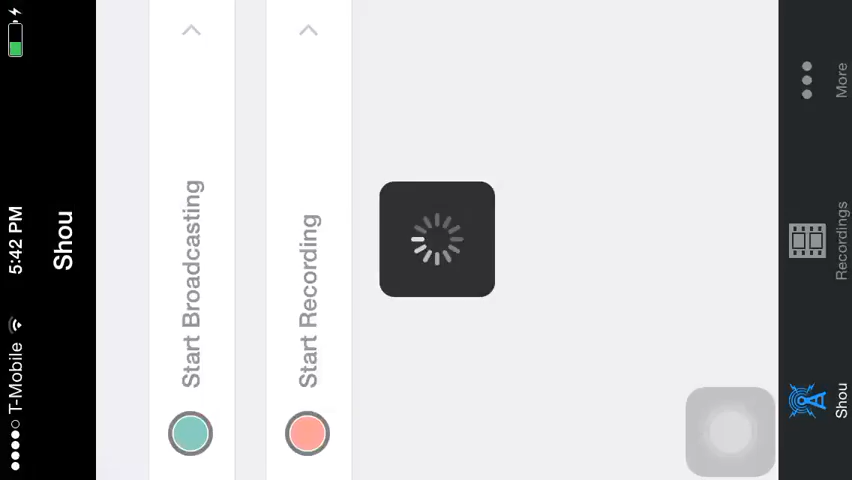 T-Mobile 5:42 PM
Shou
Start Broadcasting
Start Recording
Shou Recordings More